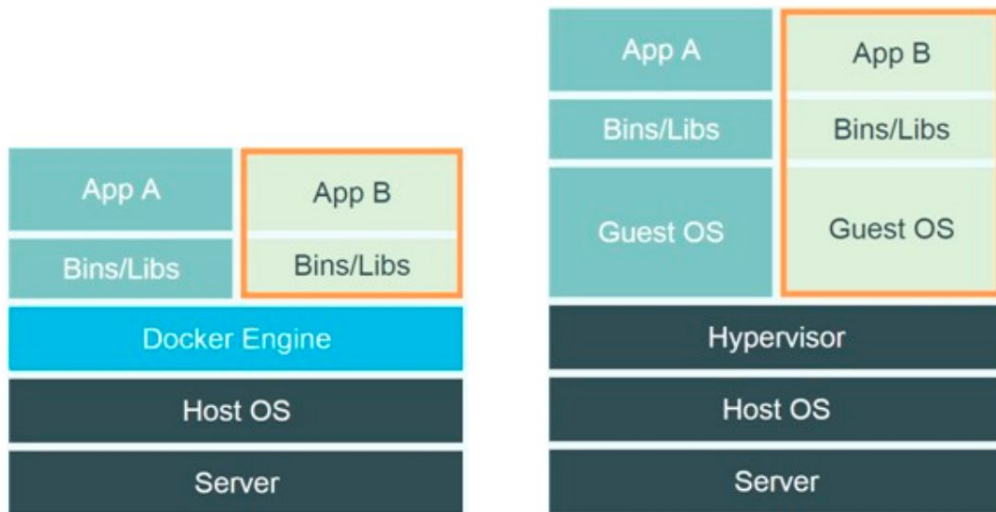 App A
App B
Bins/Libs
Bins/Libs
Docker Engine
Host OS
Server
App A
App B
Bins/Libs
Bins/Libs
Guest OS
Guest OS
Hypervisor
Host OS
Server